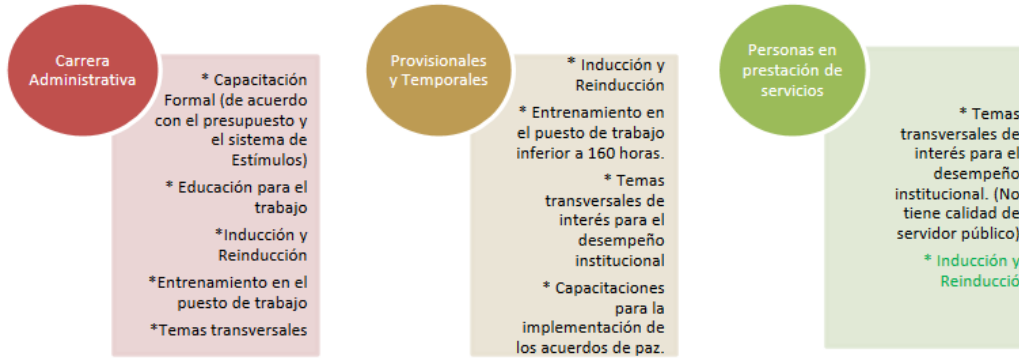 Carrera
Administrativa
* Capacitación
Formal (de acuerdo
con el presupuesto y
el sistema de
Estímulos)
* Educación para el
trabajo
*Inducción y
Reinducción
*Entrenamiento en el
puesto de trabajo
*Temas transversales
Provisionales
y Temporales
* Inducción y
Reinducción
* Entrenamiento en
el puesto de trabajo
inferior a 160 horas.
* Temas
transversales de
interés para el
desempeño
institucional
* Capacitaciones
para la
implementación de
los acuerdos de paz.
Personas en
prestación de
servicios
* Temas
transversales de
interés para el
desempeño
institucional. (No
tiene calidad de
servidor público)
* Inducción y
Reinducció